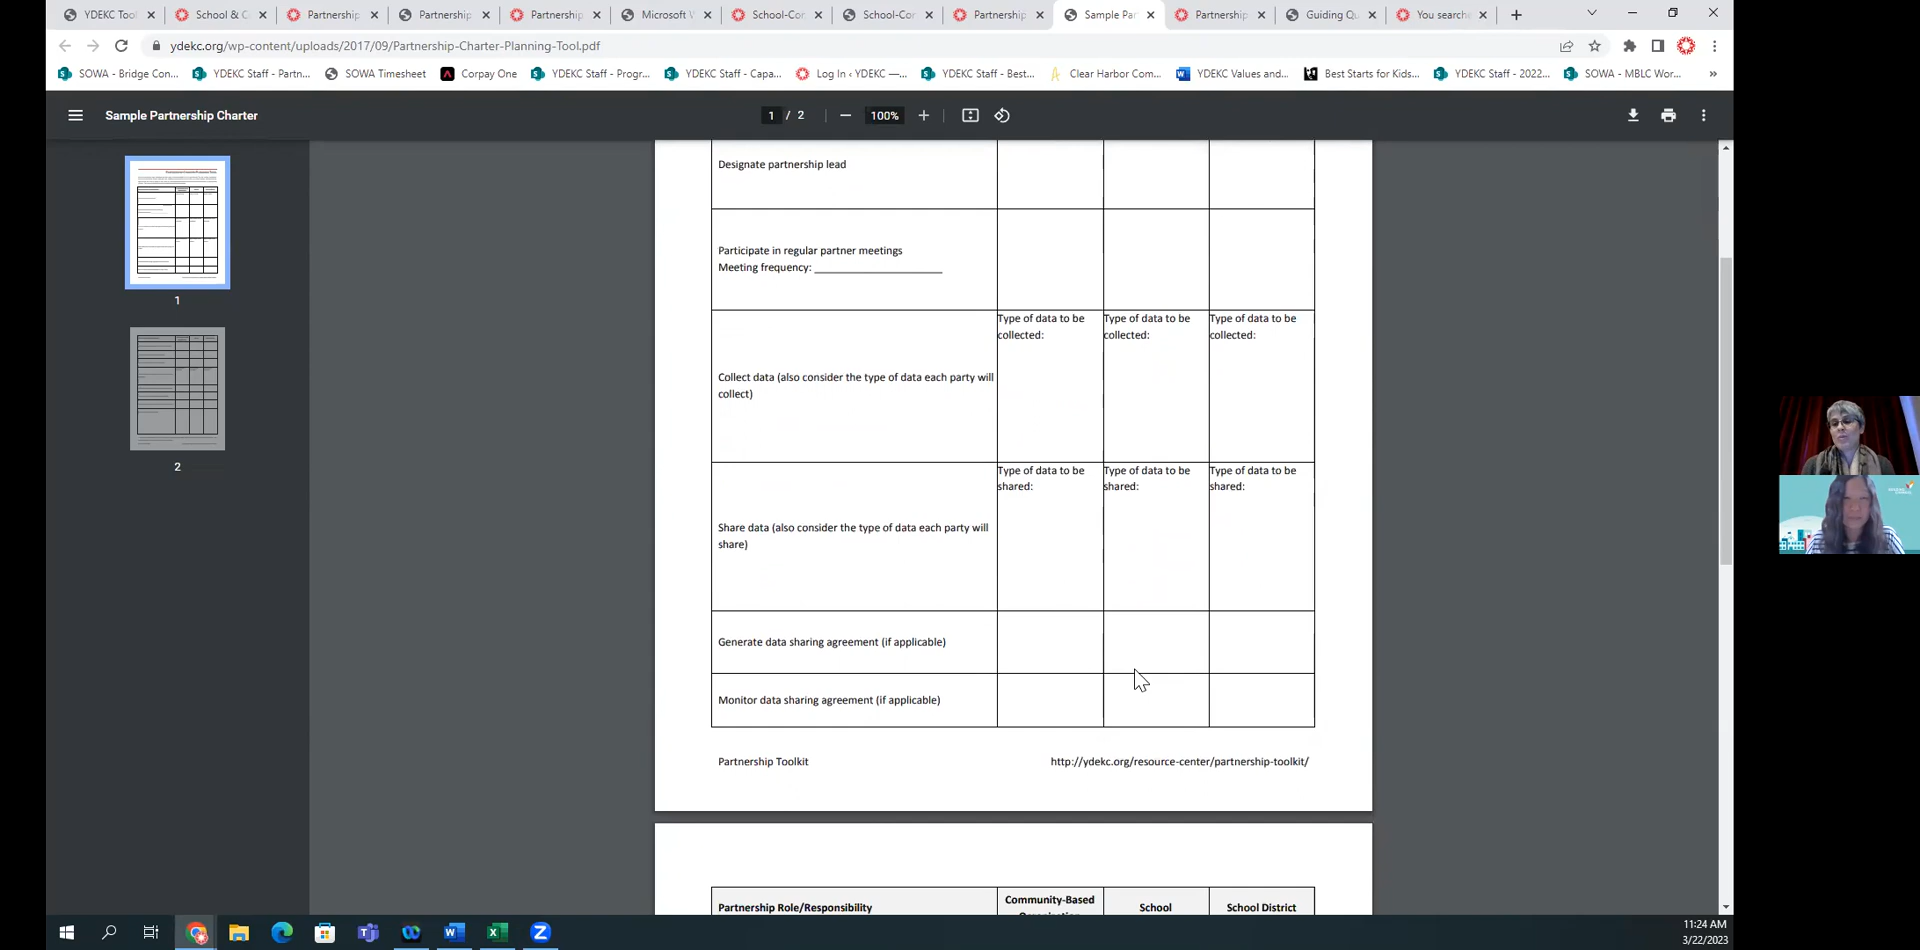 YDEKC Too
School & C
Partnership
Partnership
Partnership
Microsoft V
School-Cor
School-Cor
Partnership
Sample Par
Partnership
Guiding Qu
You search
ydekc.org/wp-content/uploads/2017/09/Partnership-Charter-Planning-Tool.pdf
SOWA - Bridge Con...
YDEKC Staff - Partn...
SOWA Timesheet
Corpay One
YDEKC Staff - Progr...
YDEKC Staff - Capa...
Log In ‹ YDEKC —...
YDEKC Staff - Best...
Clear Harbor Com...
YDEKC Values and...
Best Starts for Kids...
YDEKC Staff - 2022...
SOWA - MBLC Wor...
Sample Partnership Charter
1 / 2
100%
Designate partnership lead
Participate in regular partner meetings
Meeting frequency: ____________________
Type of data to be
collected:
Type of data to be
collected:
Type of data to be
collected:
Collect data (also consider the type of data each party will
collect)
Type of data to be
shared:
Type of data to be
shared:
Type of data to be
shared:
Share data (also consider the type of data each party will
share)
Generate data sharing agreement (if applicable)
Monitor data sharing agreement (if applicable)
Partnership Toolkit
http://ydekc.org/resource-center/partnership-toolkit/
Partnership Role/Responsibility
Community-Based
School
School District
1
2
11:24 AM
3/22/2023